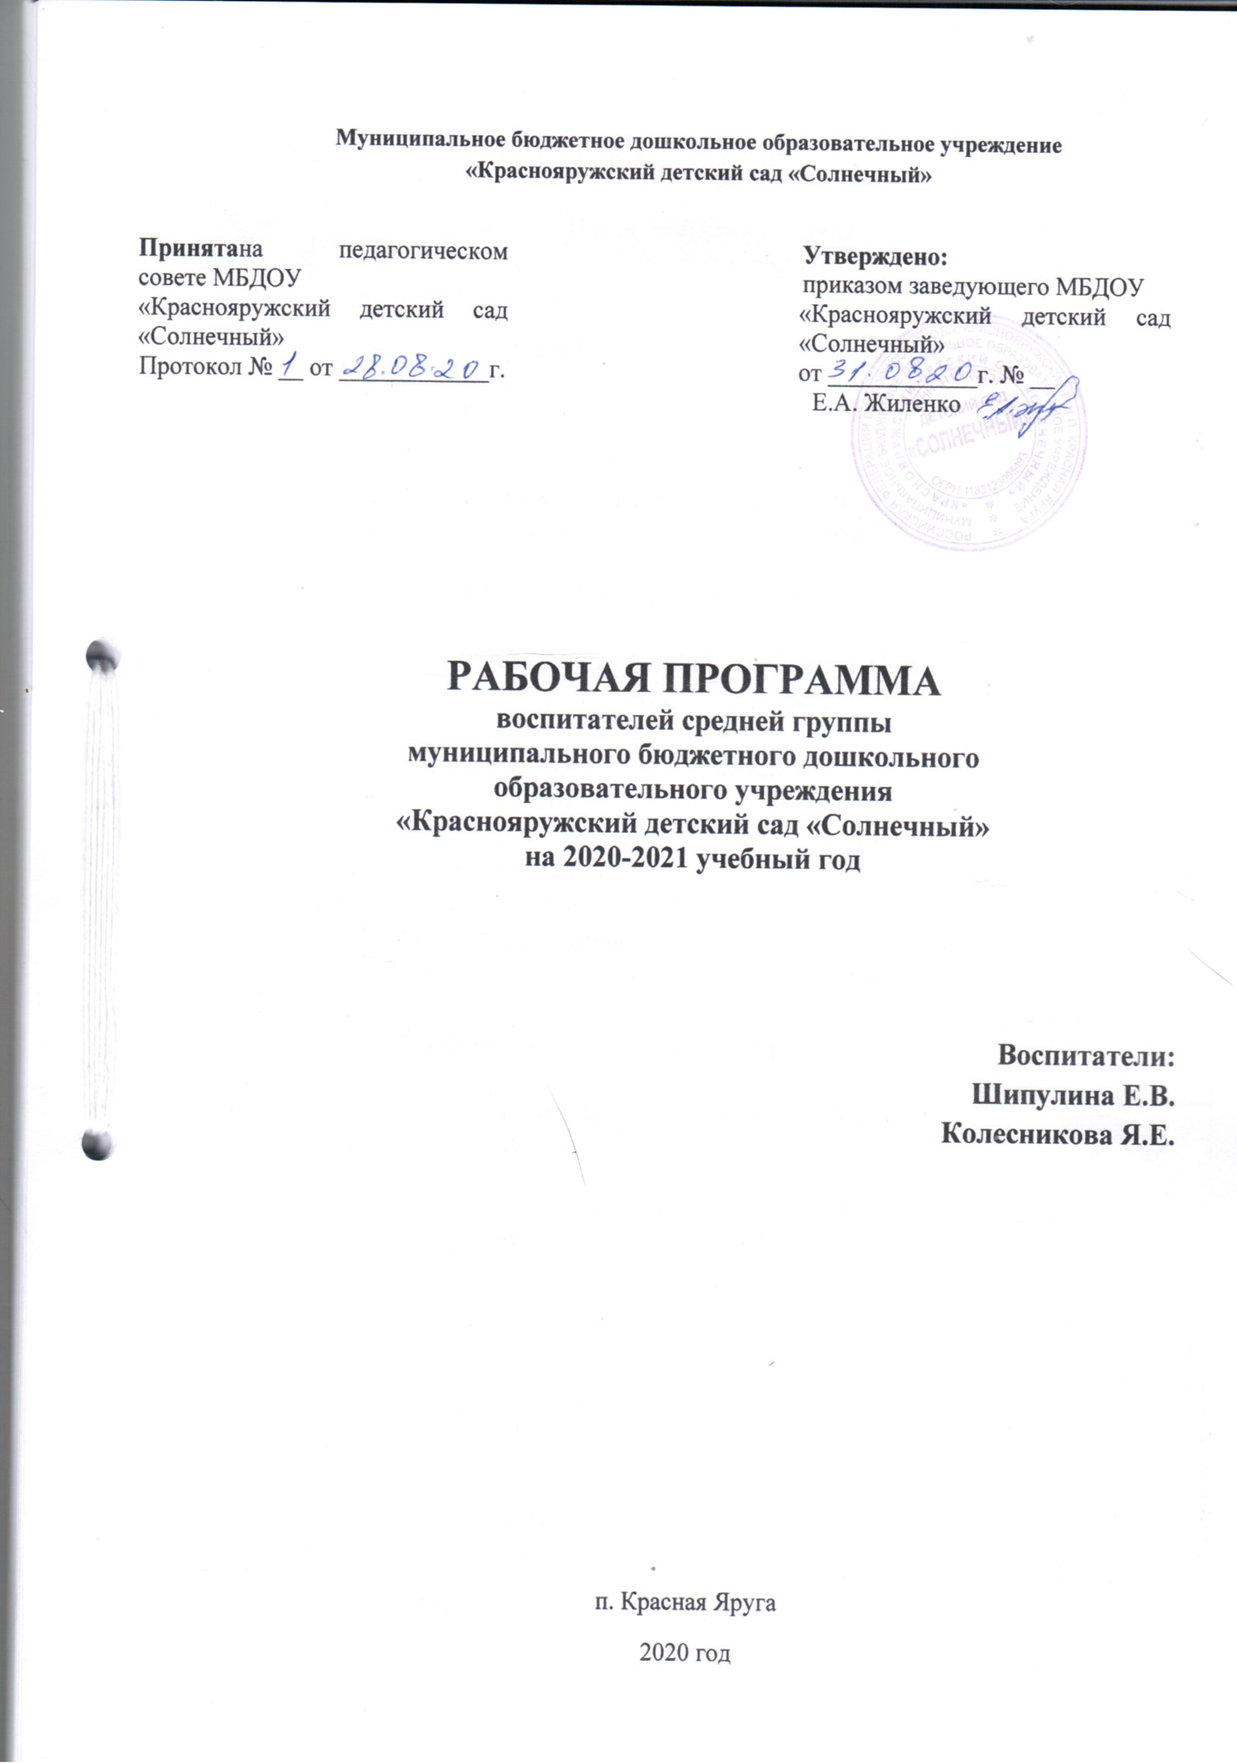 Муниципальное бюджетное дошкольное образовательное учреждение
«Краснояружский детский сад «Солнечный»
Принятана педагогическом
совете МБДОУ
«Краснояружский детский сад
«Солнечный»
Протокол № 1 от 28.08.20 г.
Утверждено:
приказом заведующего МБДОУ
«Краснояружский детский сад
«Солнечный»
от 31.08.20 г. № __
Е.А. Жиленко
«СОЛНЕЧНЫЙ»
РАБОЧАЯ ПРОГРАММА
воспитателей средней группы
муниципального бюджетного дошкольного
образовательного учреждения
«Краснояружский детский сад «Солнечный»
на 2020-2021 учебный год
Воспитатели:
Шипулина Е.В.
Колесникова Я.Е.
п. Красная Яруга
2020 год